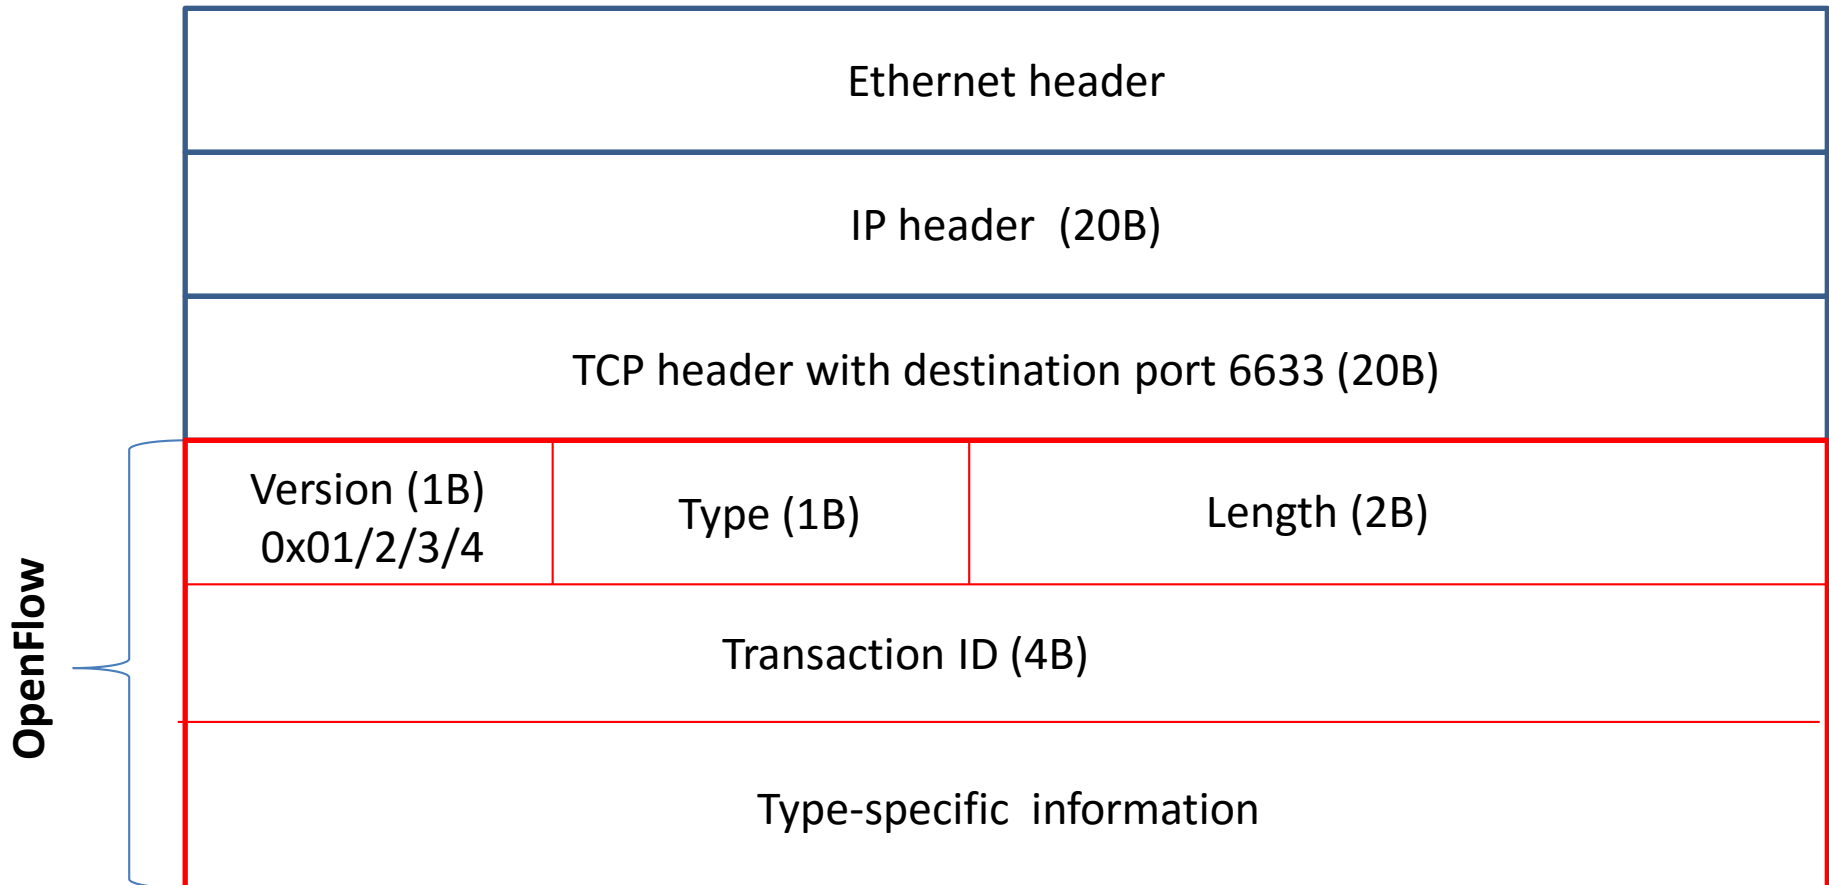 Ethernet header
IP header (20B)
TCP header with destination port 6633 (20B)
Version (1B)
0x01/2/3/4
Type (1B)
Length (2B)
OpenFlow
Transaction ID (4B)
Type-specific information